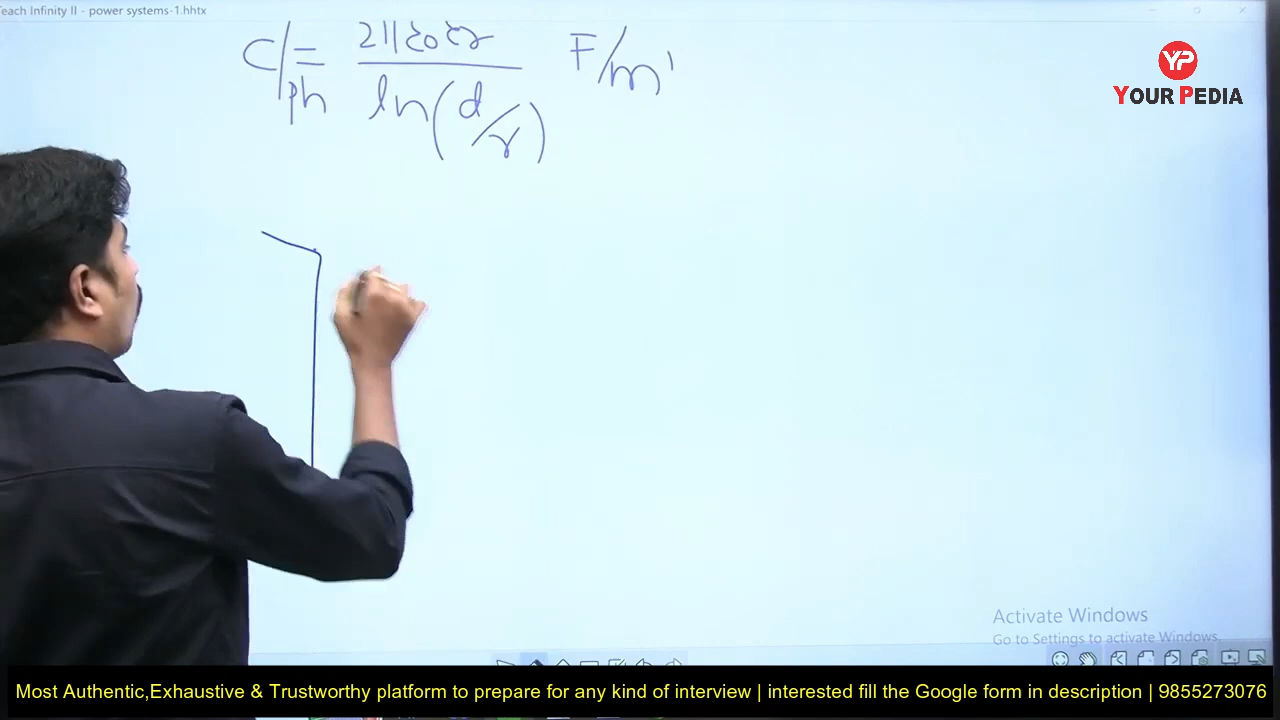 each Infinity II - power systems-1.hhtx
C/ph = 2πε0εr / ln(d/r) F/m
YP
YOUR PEDIA
Activate Windows
Go to Settings to activate Windows.
Most Authentic,Exhaustive & Trustworthy platform to prepare for any kind of interview | interested fill the Google form in description | 9855273076